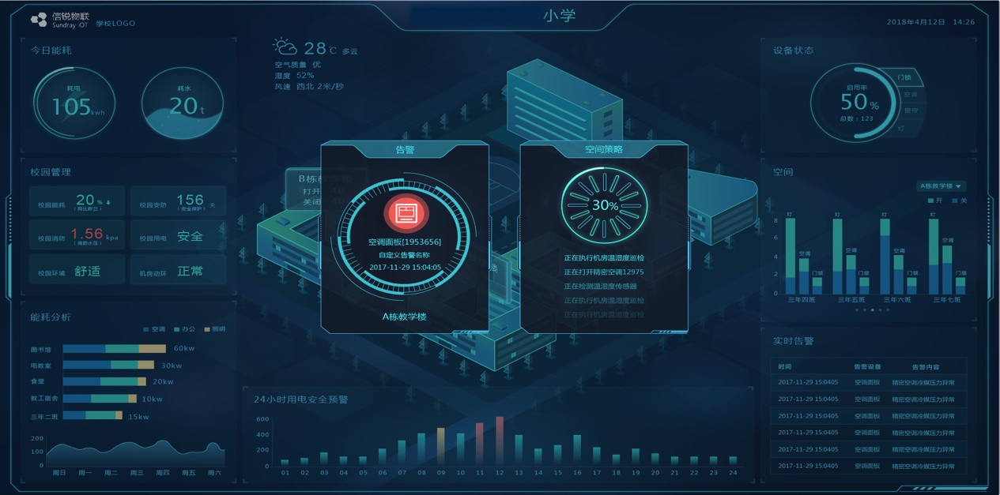 信锐物联
Sundray IOT
学校LOGO
小学
2018年4月12日 14:26
今日能耗
耗电
105kwh
耗水
20t
28℃ 多云
空气质量 优
湿度 52%
风速 西北 2米/秒
设备状态
启用率
50%
总数：123
门锁
空调
窗帘
灯
校园管理
校园能耗 20%
（同比昨日）
校园安防 156 天
（安全保护）
校园消防 1.56 kpa
（消防水压）
校园用电 安全
校园环境 舒适
机房动环 正常
B栋教学楼
打开
关闭
告警
空调面板[1953656]
自定义告警名称
2017-11-29 15:04:05
A栋教学楼
空间策略
30%
正在执行机房温湿度巡检
正在打开精密空调12975
正在检测温湿度传感器
正在执行机房温湿度巡检
正在执行机房温湿度巡检
空间
A栋教学楼
开 关
8
6
4
2
0
灯 空调 门锁
灯 空调 门锁
灯 空调 门锁
灯 空调 门锁
三年四班 三年五班 三年六班 三年七班
能耗分析
空调 办公 照明
图书馆 60kw
电教室 30kw
食堂 20kw
教工宿舍 10kw
三年二班 15kw
200
100
0
周日 周一 周二 周三 周四 周五 周六
24小时用电安全预警
600
400
200
0
01 02 03 04 05 06 07 08 09 10 11 12 13 14 15 16 17 18 19 20 21 22 23 24
实时告警
时间 告警设备 告警内容
2017-11-29 15:0405 空调面板 精密空调冷媒压力异常
2017-11-29 15:0405 空调面板 精密空调冷媒压力异常
2017-11-29 15:0405 空调面板 精密空调冷媒压力异常
2017-11-29 15:0405 空调面板 精密空调冷媒压力异常
2017-11-29 15:0405 空调面板 精密空调冷媒压力异常
2017-11-29 15:0405 空调面板 精密空调冷媒压力异常